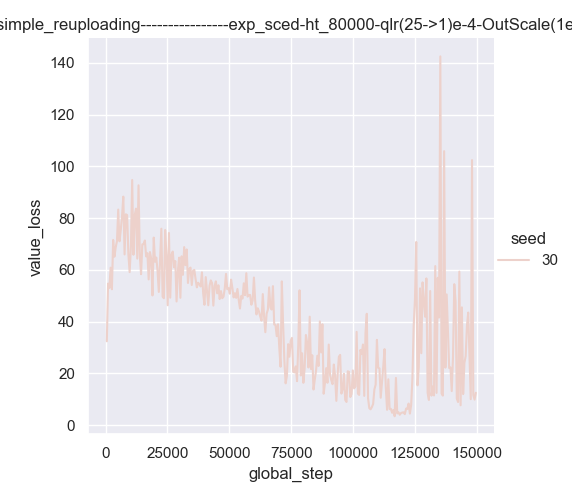 simple_reuploading----------------exp_sced-ht_80000-qlr(25->1)e-4-OutScale(1e
140
120
100
80
60
40
20
0
value_loss
seed
30
0 25000 50000 75000 100000 125000 150000
global_step